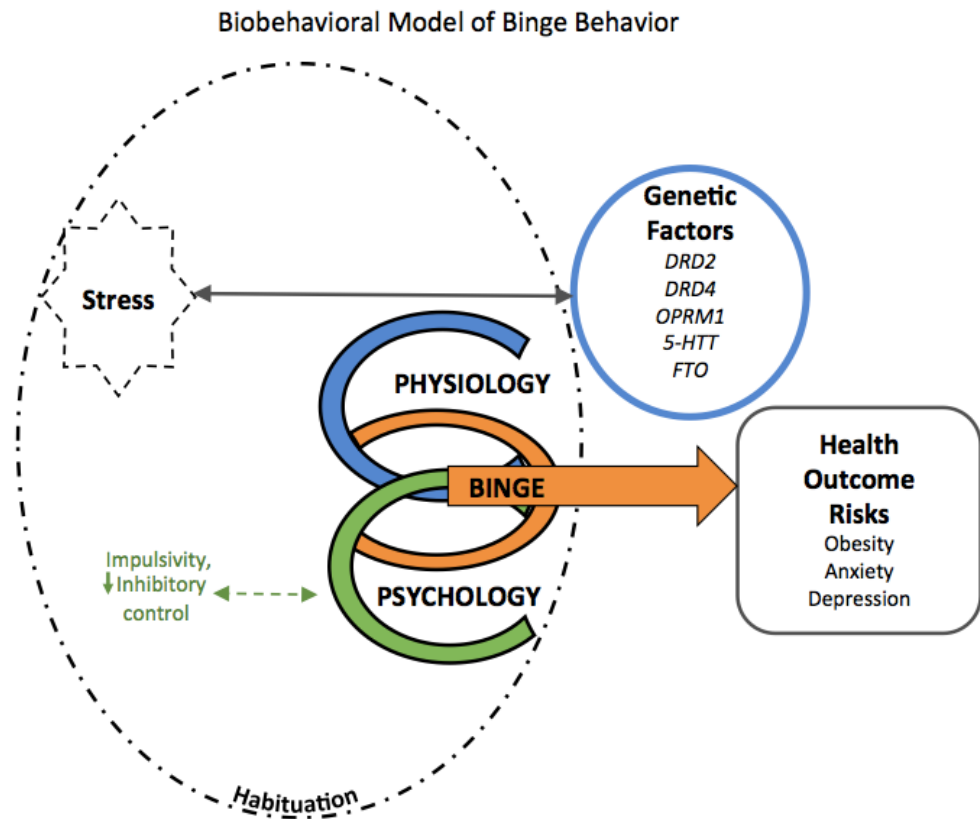 Biobehavioral Model of Binge Behavior
Stress
Genetic
Factors
DRD2
DRD4
OPRM1
5-HTT
FTO
PHYSIOLOGY
BINGE
Health
Outcome
Risks
Obesity
Anxiety
Depression
Impulsivity,
↓Inhibitory
control
PSYCHOLOGY
Habituation